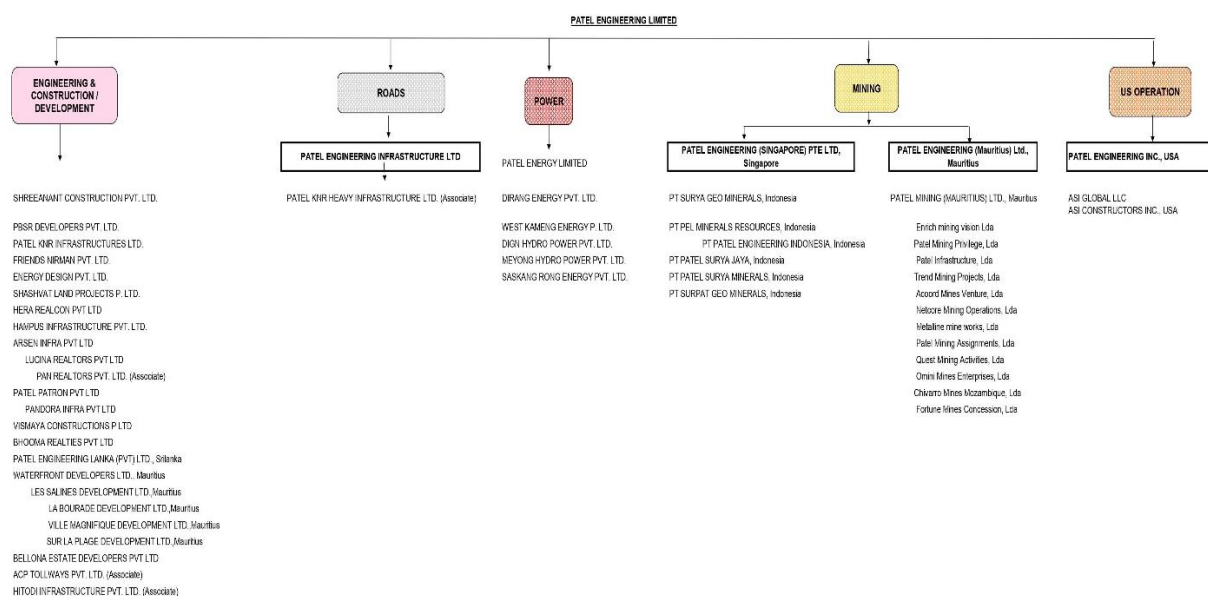 PATEL ENGINEERING LIMITED
ENGINEERING &
CONSTRUCTION /
DEVELOPMENT
SHREEANANT CONSTRUCTION PVT. LTD.
PBSR DEVELOPERS PVT. LTD.
PATEL KNR INFRASTRUCTURES LTD.
FRIENDS NIRMAN PVT. LTD.
ENERGY DESIGN PVT. LTD.
SHASHVAT LAND PROJECTS P. LTD.
HERA REALCON PVT LTD
HAMPUS INFRASTRUCTURE PVT. LTD.
ARSEN INFRA PVT LTD
LUCINA REALTORS PVT LTD
PAN REALTORS PVT. LTD. (Associate)
PATEL PATRON PVT LTD
PANDORA INFRA PVT LTD
VISMAYA CONSTRUCTIONS P LTD
BHOOMA REALTIES PVT LTD
PATEL ENGINEERING LANKA (PVT) LTD., Srilanka
WATERFRONT DEVELOPERS LTD., Mauritius
LES SALINES DEVELOPMENT LTD.,Mauritius
LA BOURADE DEVELOPMENT LTD.,Mauritius
VILLE MAGNIFIQUE DEVELOPMENT LTD.,Mauritius
SUR LA PLAGE DEVELOPMENT LTD.,Mauritius
BELLONA ESTATE DEVELOPERS PVT LTD
ACP TOLLWAYS PVT. LTD. (Associate)
HITODI INFRASTRUCTURE PVT. LTD. (Associate)
ROADS
PATEL ENGINEERING INFRASTRUCTURE LTD
PATEL KNR HEAVY INFRASTRUCTURE LTD. (Associate)
POWER
PATEL ENERGY LIMITED
DIRANG ENERGY PVT. LTD.
WEST KAMENG ENERGY P. LTD.
DIGN HYDRO POWER PVT. LTD.
MEYONG HYDRO POWER PVT. LTD.
SASKANG RONG ENERGY PVT. LTD.
MINING
PATEL ENGINEERING (SINGAPORE) PTE LTD,
Singapore
PT SURYA GEO MINERALS, Indonesia
PT PEL MINERALS RESOURCES, Indonesia
PT PATEL ENGINEERING INDONESIA, Indonesia
PT PATEL SURYA JAYA, Indonesia
PT PATEL SURYA MINERALS, Indonesia
PT SURPAT GEO MINERALS, Indonesia
PATEL ENGINEERING (Mauritius) Ltd.,
Mauritius
PATEL MINING (MAURITIUS) LTD., Mauritius
Enrich mining vision Lda
Patel Mining Privilege, Lda
Patel Infrastructure, Lda
Trend Mining Projects, Lda
Accord Mines Venture, Lda
Netcore Mining Operations, Lda
Metalline mine works, Lda
Patel Mining Assignments, Lda
Quest Mining Activities, Lda
Omini Mines Enterprises, Lda
Chivarro Mines Mozambique, Lda
Fortune Mines Concession, Lda
US OPERATION
PATEL ENGINEERING INC., USA
ASI GLOBAL LLC
ASI CONSTRUCTORS INC., USA